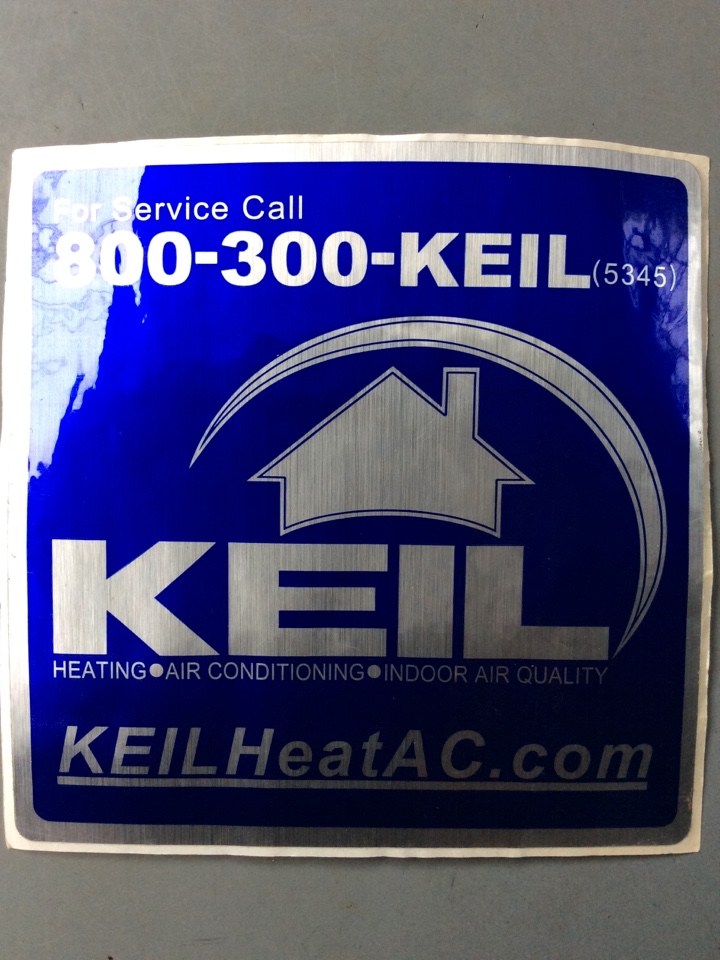 For Service Call
800-300-KEIL (5345)
KEIL
HEATING●AIR CONDITIONING●INDOOR AIR QUALITY
KEILHeatAC.com